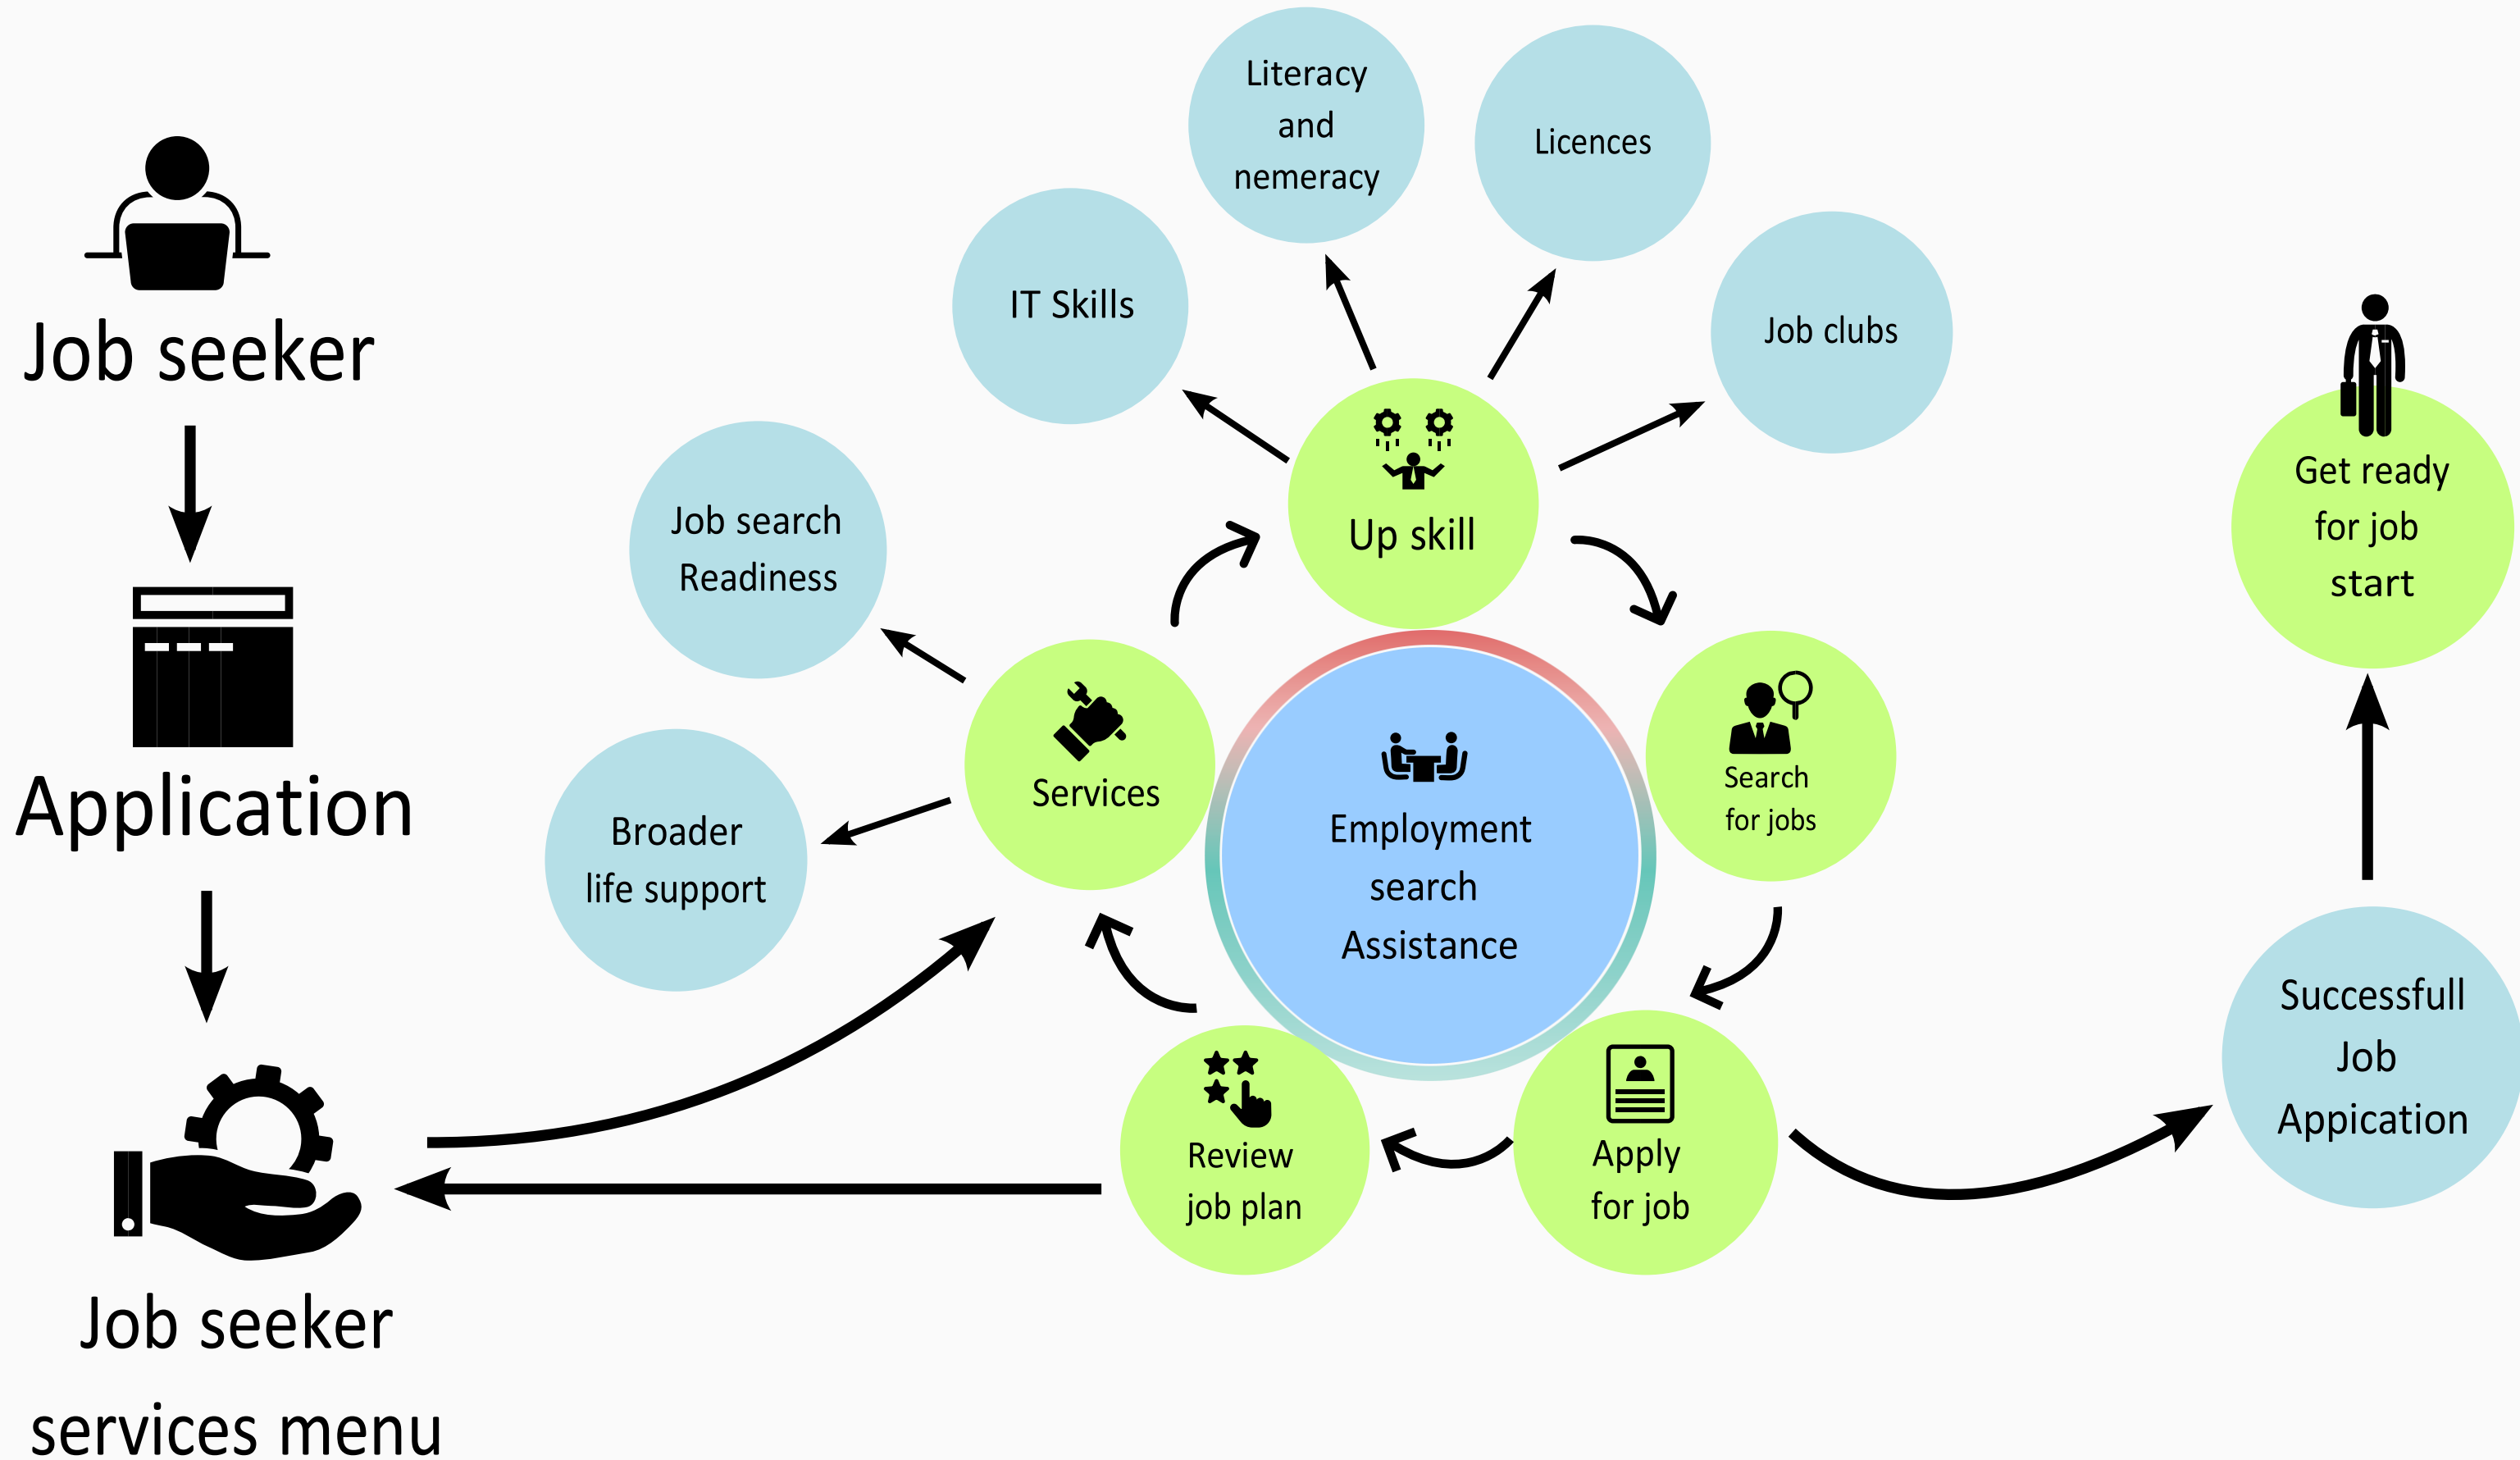 Job seeker
Application
Job seeker
services menu
Literacy
and
nemeracy
Licences
IT Skills
Job clubs
Job search
Readiness
Broader
life support
Up skill
Services
Search
for jobs
Employment
search
Assistance
Review
job plan
Apply
for job
Get ready
for job
start
Successfull
Job
Appication